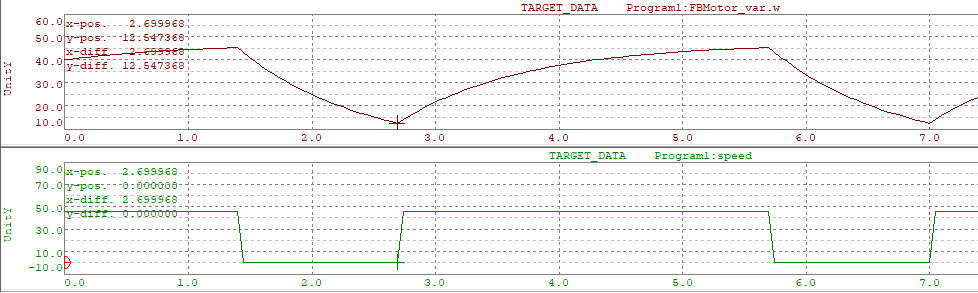 TARGET_DATA Program1:FBMotor_var.w
60.0
x-pos. 2.699968
50.0
y-pos. 12.547368
x-diff. 2.699968
40.0
y-diff. 12.547368
UnitY
30.0
20.0
10.0
0.0 1.0 2.0 3.0 4.0 5.0 6.0 7.0
TARGET_DATA Program1:speed
90.0
x-pos. 2.699968
70.0
y-pos. 0.000000
x-diff. 2.699968
50.0
y-diff. 0.000000
UnitY
30.0
10.0
-10.0
0.0 1.0 2.0 3.0 4.0 5.0 6.0 7.0